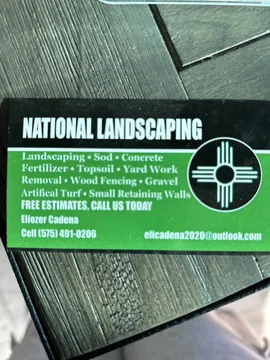 NATIONAL LANDSCAPING
Landscaping • Sod • Concrete
Fertilizer • Topsoil • Yard Work
Removal • Wood Fencing • Gravel
Artifical Turf • Small Retaining Walls
FREE ESTIMATES, CALL US TODAY
Eliezer Cadena
Cell (575) 491-0206
elicadena2020@outlook.com